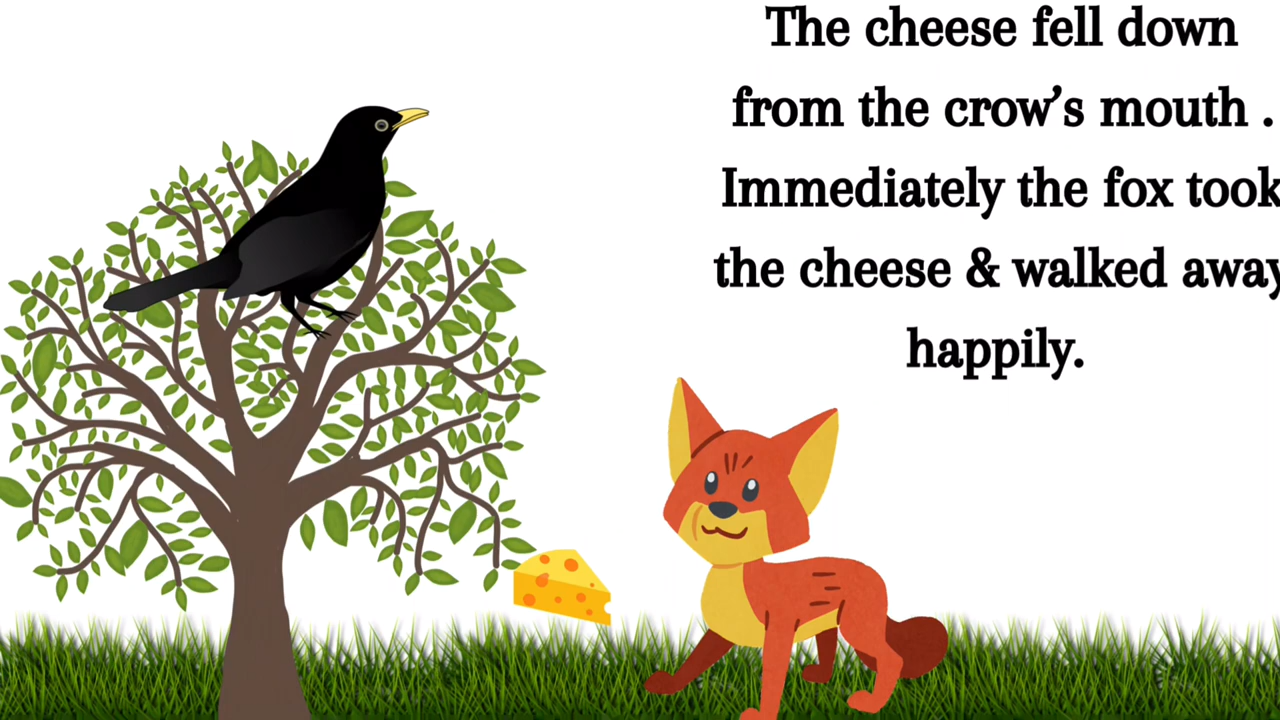 The cheese fell down
from the crow's mouth .
Immediately the fox took
the cheese & walked away
happily.